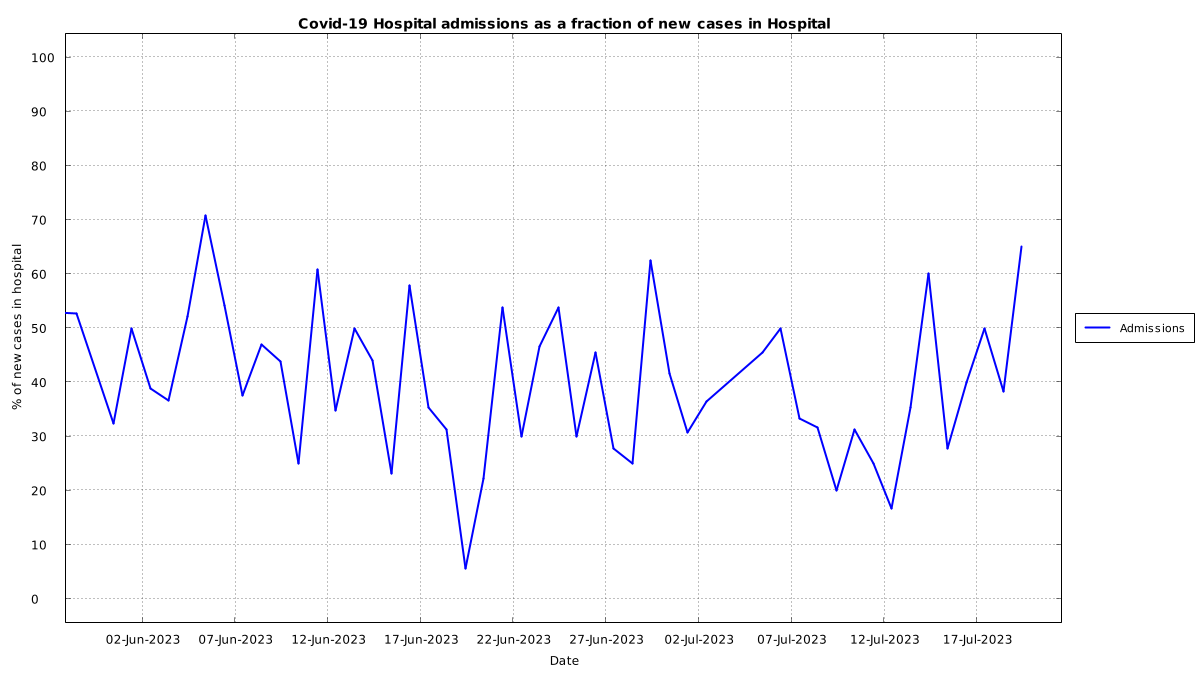 Covid-19 Hospital admissions as a fraction of new cases in Hospital
100
90
80
70
60
50
40
30
20
10
0
% of new cases in hospital
02-Jun-2023 07-Jun-2023 12-Jun-2023 17-Jun-2023 22-Jun-2023 27-Jun-2023 02-Jul-2023 07-Jul-2023 12-Jul-2023 17-Jul-2023
Date
Admissions